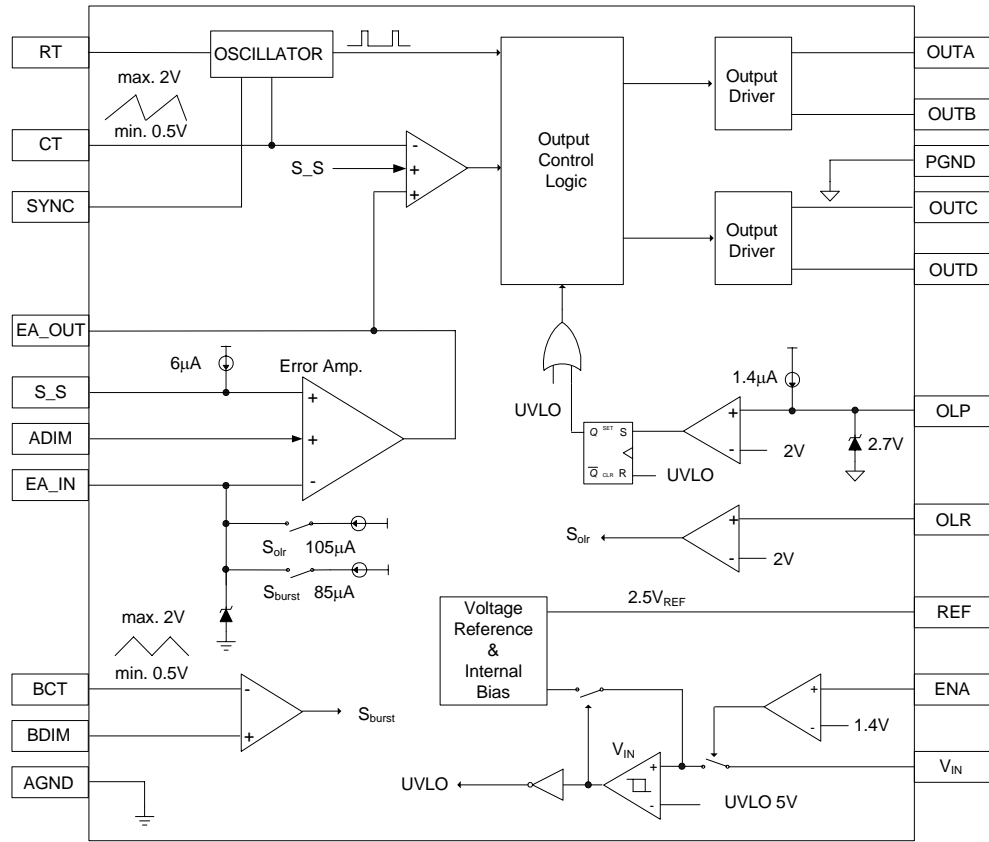 RT
OSCILLATOR
max. 2V
min. 0.5V
CT
S_S
SYNC
-
+
+
Output
Control
Logic
Output
Driver
Output
Driver
OUTA
OUTB
PGND
OUTC
OUTD
EA_OUT
6μA
Error Amp.
S_S
ADIM
EA_IN
+
+
-
Solr 105μA
Sburst 85μA
UVLO
Q SET S
Q CLR R
UVLO
1.4μA
+
-
2V
2.7V
OLP
Solr
+
-
2V
OLR
max. 2V
min. 0.5V
BCT
BDIM
-
+
Sburst
AGND
Voltage
Reference
&
Internal
Bias
2.5VREF
REF
+
-
1.4V
ENA
VIN
UVLO
VIN
+
-
UVLO 5V